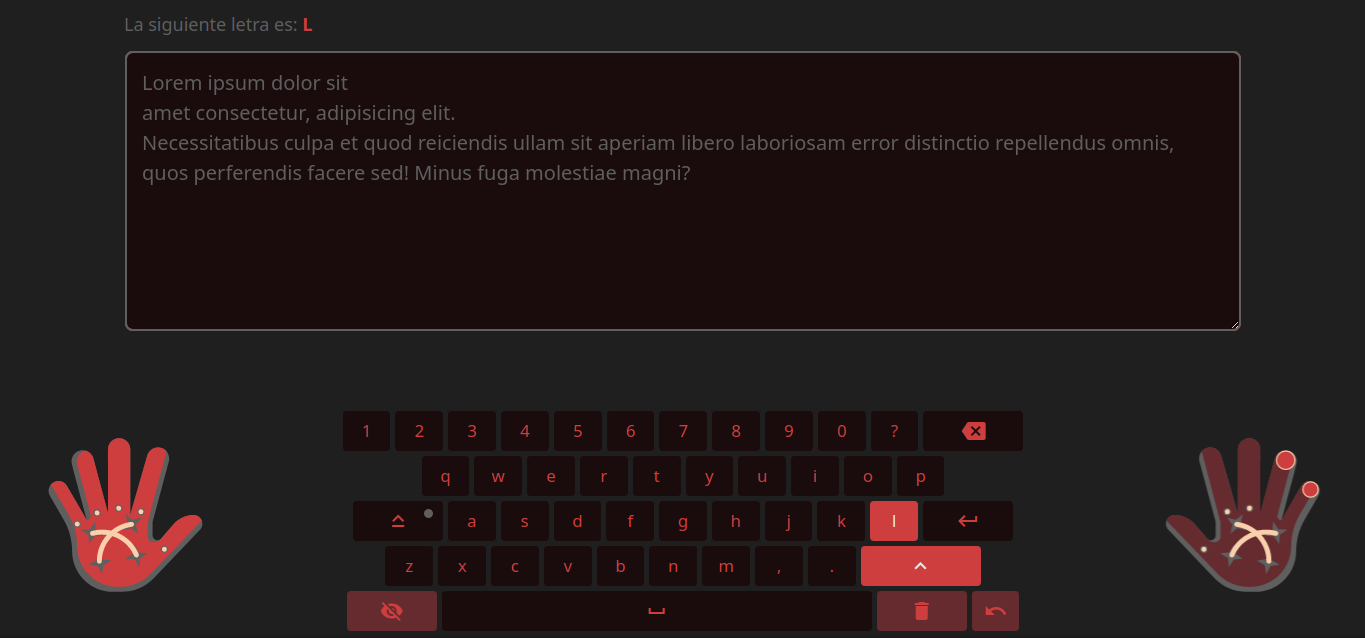 La siguiente letra es: L
Lorem ipsum dolor sit
amet consectetur, adipisicing elit.
Necessitatibus culpa et quod reiciendis ullam sit aperiam libero laboriosam error distinctio repellendus omnis,
quos perferendis facere sed! Minus fuga molestiae magni?
1 2 3 4 5 6 7 8 9 0 ?
q w e r t y u i o p
a s d f g h j k l
z x c v b n m , .